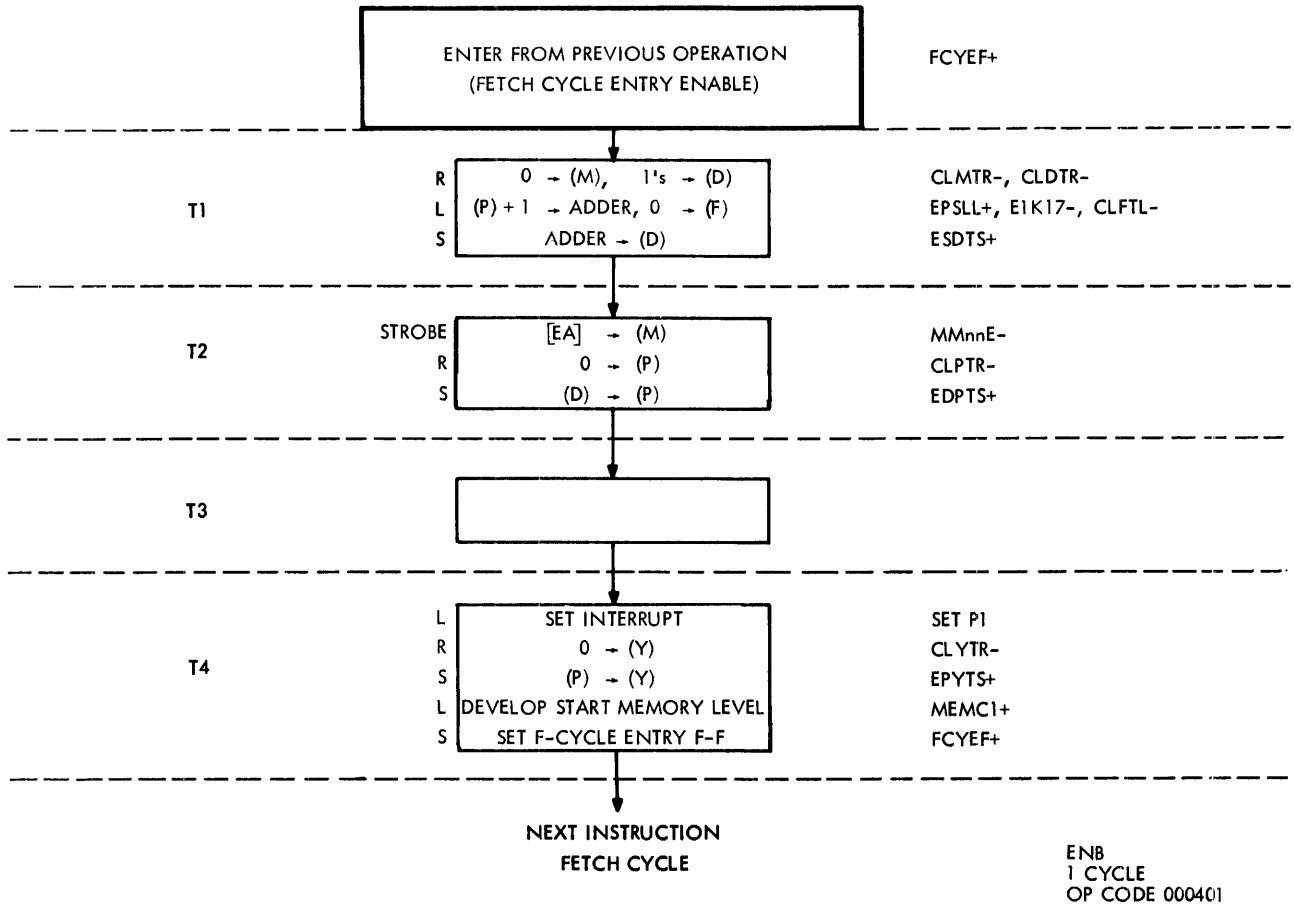 ENTER FROM PREVIOUS OPERATION
(FETCH CYCLE ENTRY ENABLE)
FCYEF+
T1
R 0 → (M), 1's → (D) CLMTR-, CLDTR-
L (P) + 1 → ADDER, 0 → (F) EPSLL+, E1K17-, CLFTL-
S ADDER → (D) ESDTS+
T2
STROBE [EA] → (M) MMnnE-
R 0 → (P) CLPTR-
S (D) → (P) EDPTS+
T3
T4
L SET INTERRUPT SET P1
R 0 → (Y) CLYTR-
S (P) → (Y) EPYTS+
L DEVELOP START MEMORY LEVEL MEMC1+
S SET F-CYCLE ENTRY F-F FCYEF+
NEXT INSTRUCTION
FETCH CYCLE
ENB
1 CYCLE
OP CODE 000401